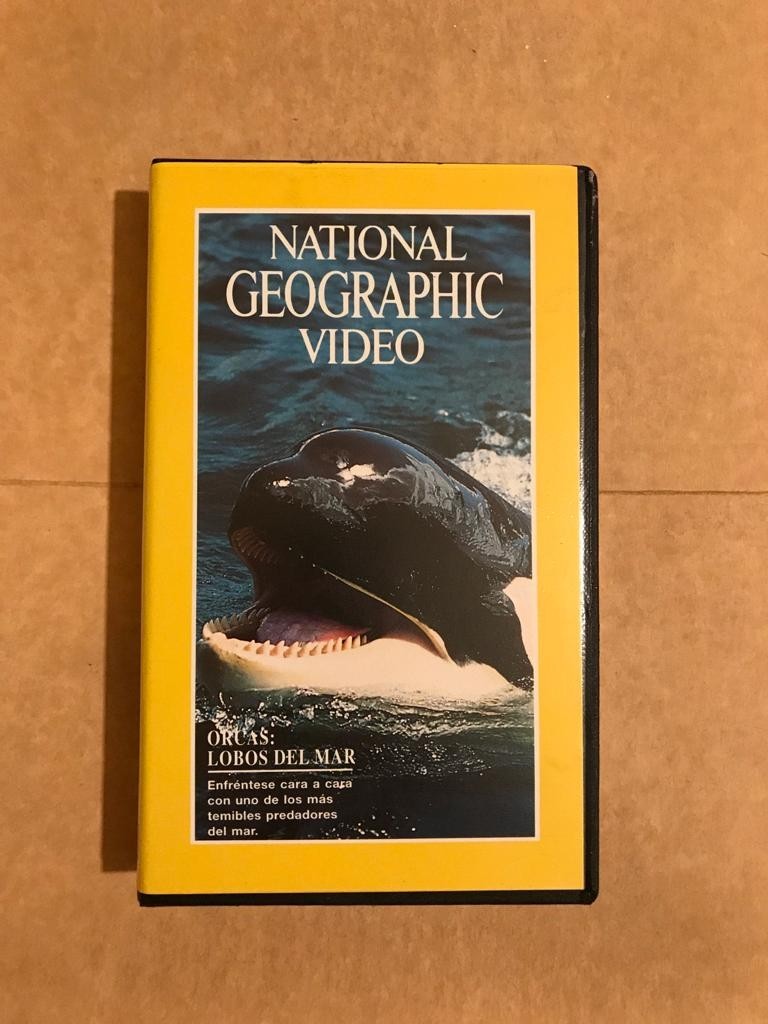 NATIONAL
GEOGRAPHIC
VIDEO
ORCAS:
LOBOS DEL MAR
Enfréntese cara a cara
con uno de los más
temibles predadores
del mar.